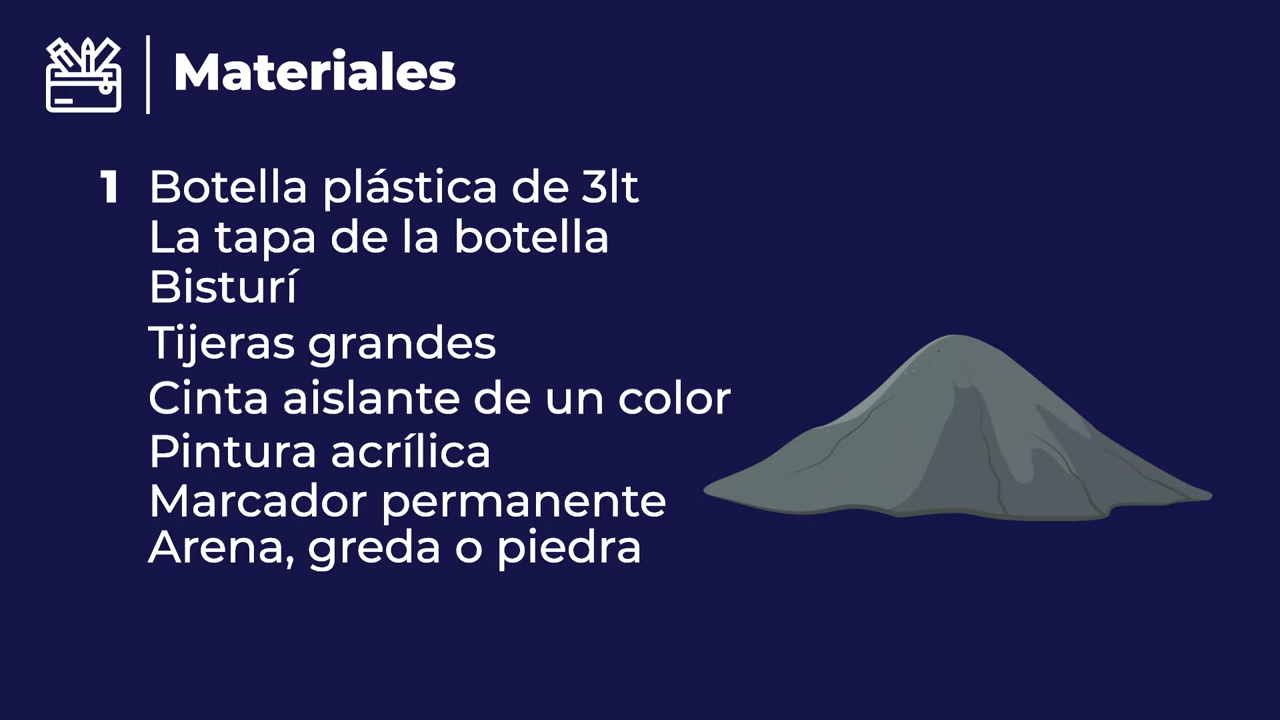 Materiales
1 Botella plástica de 3lt
La tapa de la botella
Bisturí
Tijeras grandes
Cinta aislante de un color
Pintura acrílica
Marcador permanente
Arena, greda o piedra